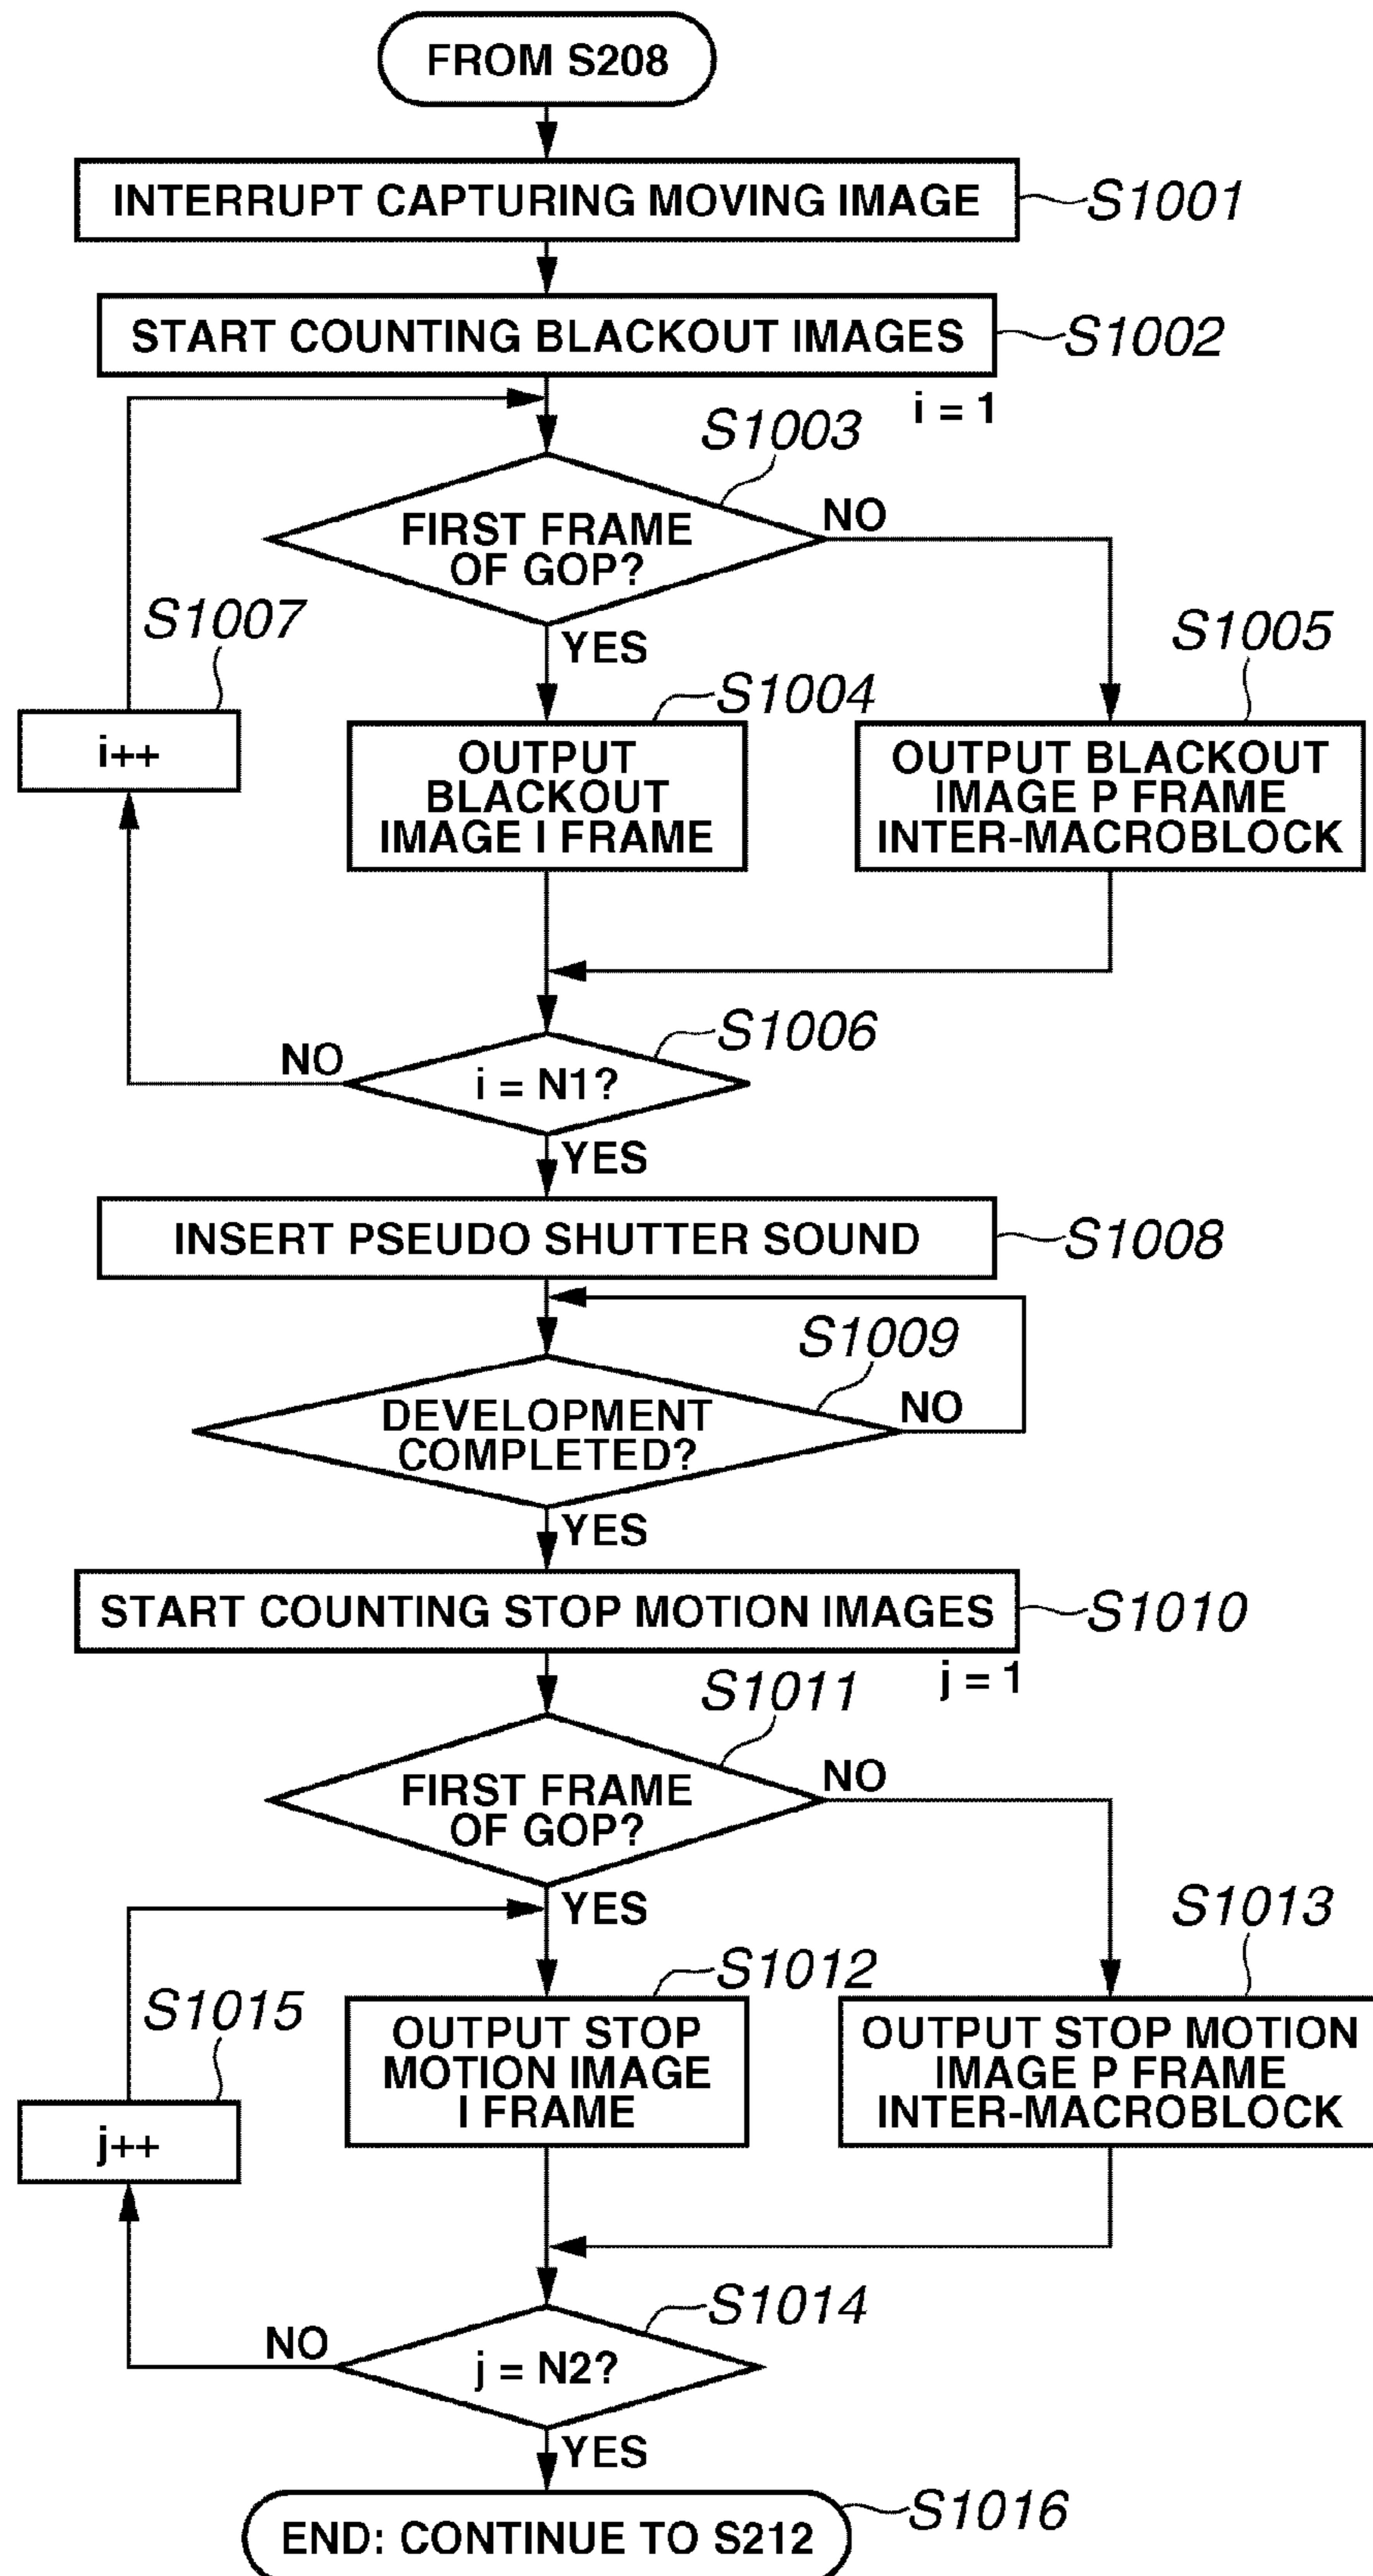 FROM S208
INTERRUPT CAPTURING MOVING IMAGE
S1001
START COUNTING BLACKOUT IMAGES
S1002
i = 1
S1003
FIRST FRAME
OF GOP?
NO
YES
S1007
i++
S1004
OUTPUT
BLACKOUT
IMAGE I FRAME
S1005
OUTPUT BLACKOUT
IMAGE P FRAME
INTER-MACROBLOCK
S1006
i = N1?
NO
YES
INSERT PSEUDO SHUTTER SOUND
S1008
S1009
DEVELOPMENT
COMPLETED?
NO
YES
START COUNTING STOP MOTION IMAGES
S1010
j = 1
S1011
FIRST FRAME
OF GOP?
NO
YES
S1015
j++
S1012
OUTPUT STOP
MOTION IMAGE
I FRAME
S1013
OUTPUT STOP MOTION
IMAGE P FRAME
INTER-MACROBLOCK
S1014
j = N2?
NO
YES
END: CONTINUE TO S212
S1016